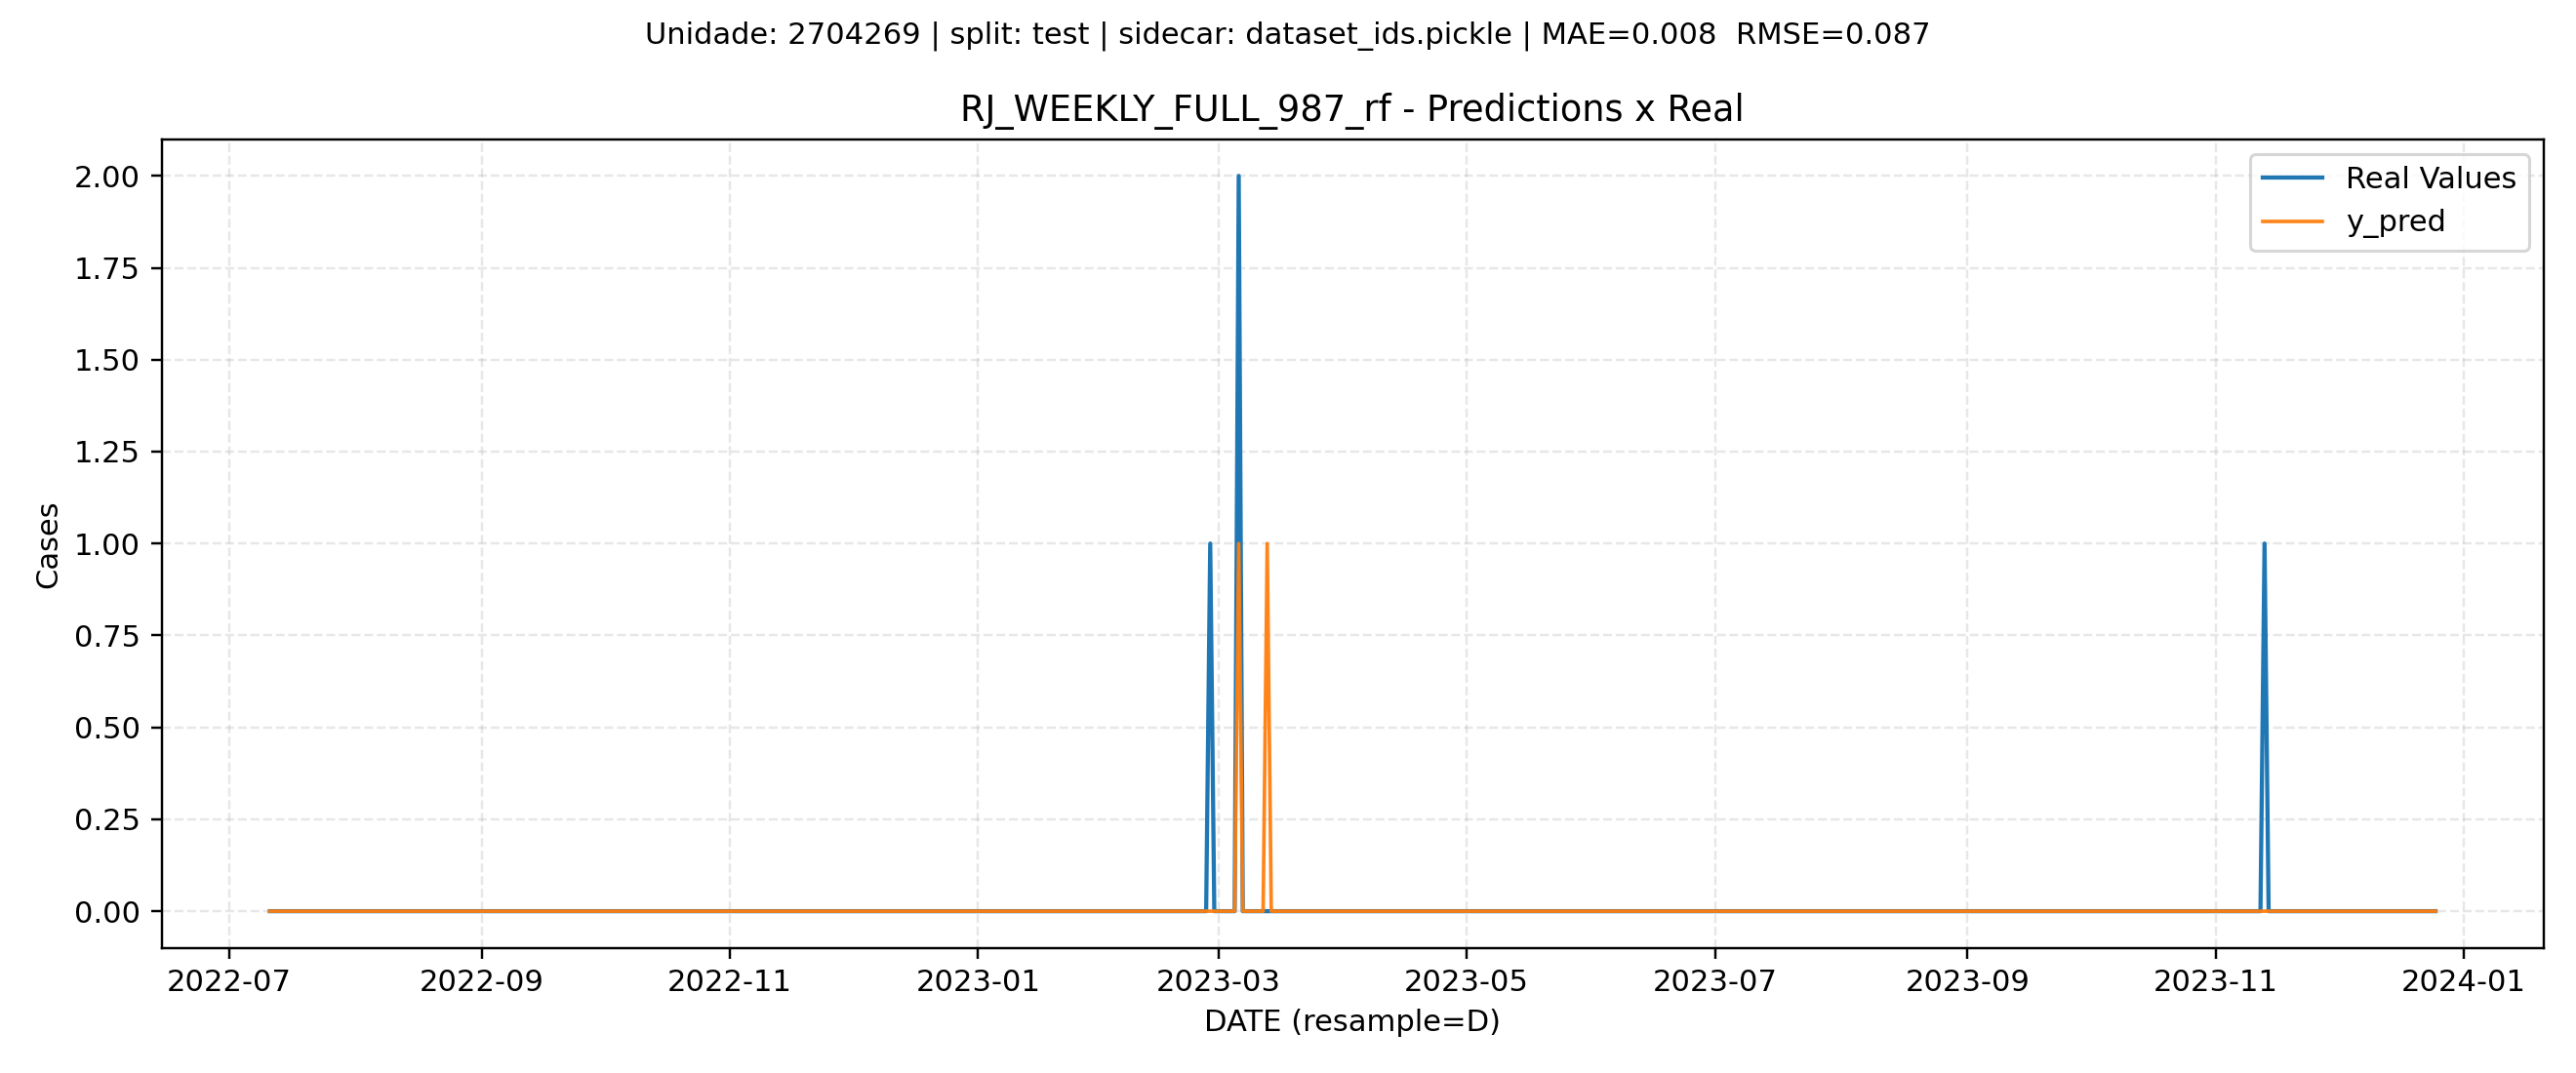 Unidade: 2704269 | split: test | sidecar: dataset_ids.pickle | MAE=0.008  RMSE=0.087
RJ_WEEKLY_FULL_987_rf - Predictions x Real
Real Values
y_pred
Cases
2.00
1.75
1.50
1.25
1.00
0.75
0.50
0.25
0.00
2022-07 2022-09 2022-11 2023-01 2023-03 2023-05 2023-07 2023-09 2023-11 2024-01
DATE (resample=D)